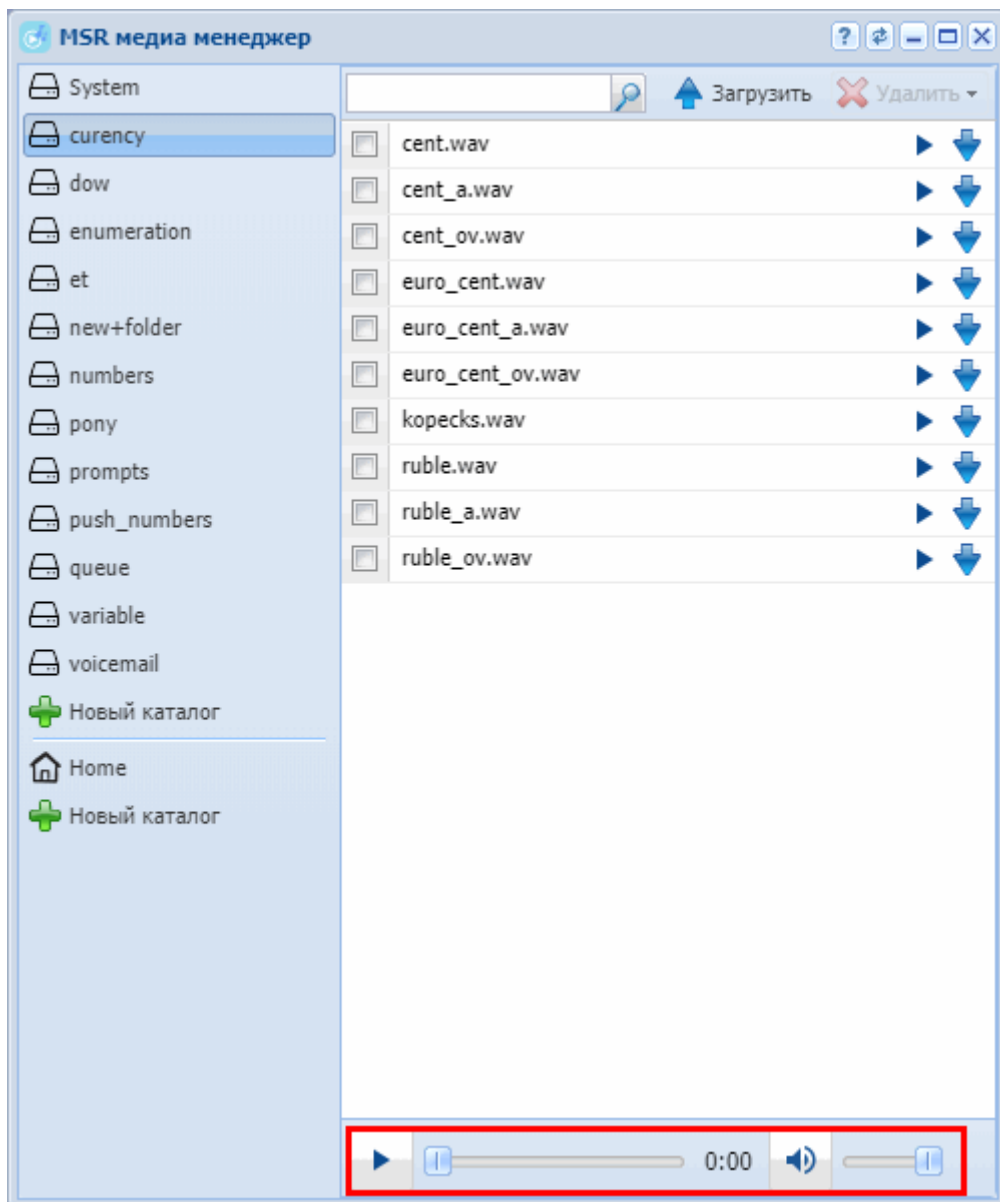 MSR медиа менеджер
System
curency
dow
enumeration
et
new+folder
numbers
pony
prompts
push_numbers
queue
variable
voicemail
Новый каталог
Home
Новый каталог
Загрузить Удалить
cent.wav
cent_a.wav
cent_ov.wav
euro_cent.wav
euro_cent_a.wav
euro_cent_ov.wav
kopecks.wav
ruble.wav
ruble_a.wav
ruble_ov.wav
0:00